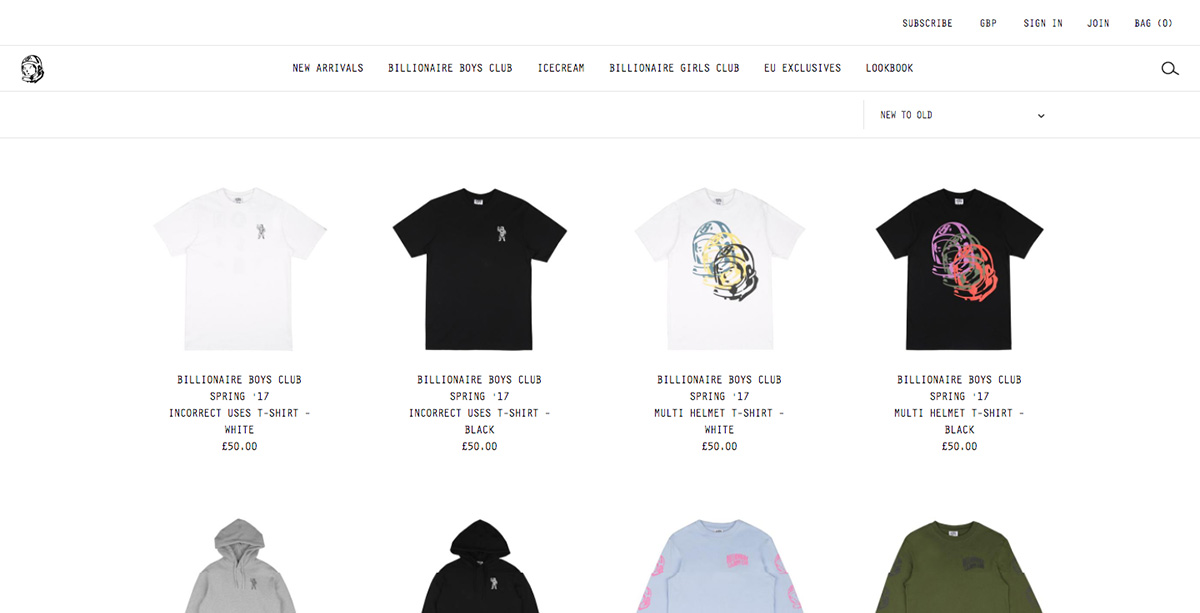 SUBSCRIBE GBP SIGN IN JOIN BAG (0)
NEW ARRIVALS BILLIONAIRE BOYS CLUB ICECREAM BILLIONAIRE GIRLS CLUB EU EXCLUSIVES LOOKBOOK
NEW TO OLD
BILLIONAIRE BOYS CLUB
SPRING '17
INCORRECT USES T-SHIRT -
WHITE
£50.00
BILLIONAIRE BOYS CLUB
SPRING '17
INCORRECT USES T-SHIRT -
BLACK
£50.00
BILLIONAIRE BOYS CLUB
SPRING '17
MULTI HELMET T-SHIRT -
WHITE
£50.00
BILLIONAIRE BOYS CLUB
SPRING '17
MULTI HELMET T-SHIRT -
BLACK
£50.00